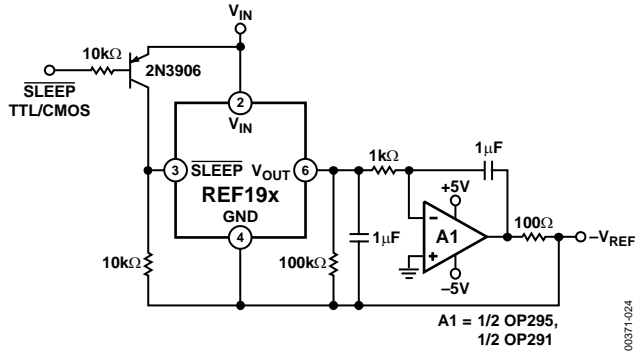 V_IN
10kΩ
2N3906
SLEEP
TTL/CMOS
2
V_IN
3
SLEEP
V_OUT
6
REF19x
GND
4
1kΩ
1μF
+5V
−
A1
+
−5V
100Ω
−V_REF
10kΩ
100kΩ
1μF
A1 = 1/2 OP295,
1/2 OP291
00371-024